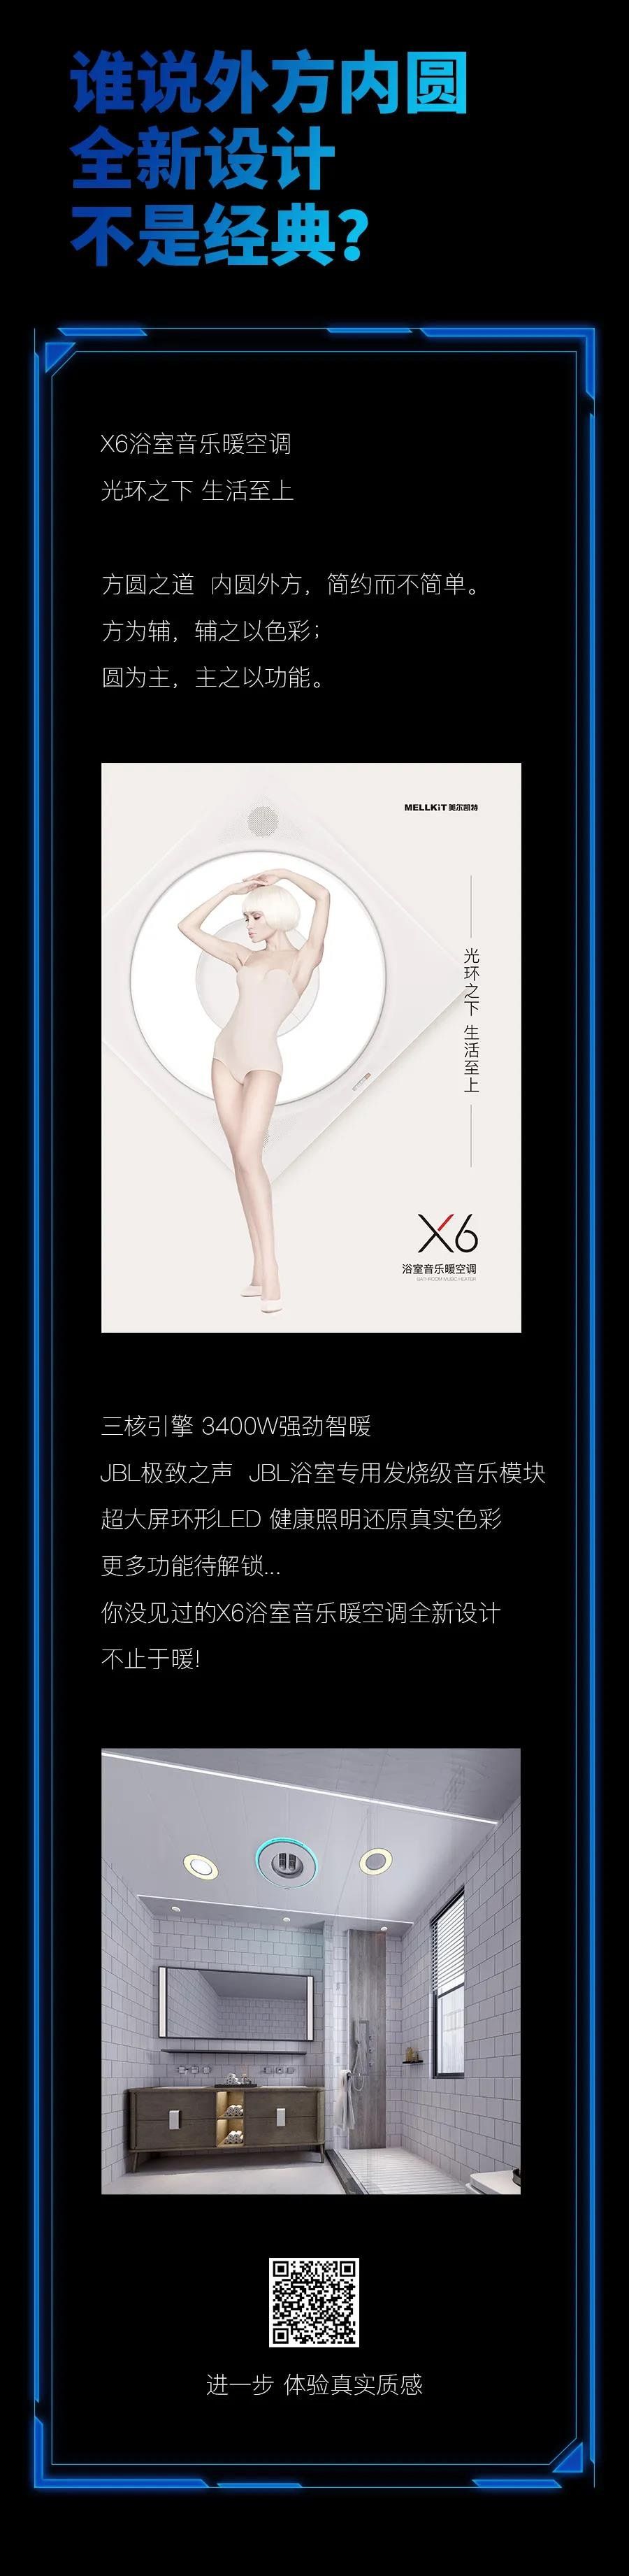 谁说外方内圆
全新设计
不是经典?
X6浴室音乐暖空调
光环之下 生活至上
方圆之道 内圆外方，简约而不简单。
方为辅，辅之以色彩；
圆为主，主之以功能。
MELLKiT 美尔凯特
光环之下 生活至上
X6
浴室音乐暖空调
BATHROOM MUSIC HEATER
三核引擎 3400W强劲智暖
JBL极致之声 JBL浴室专用发烧级音乐模块
超大屏环形LED 健康照明还原真实色彩
更多功能待解锁...
你没见过的X6浴室音乐暖空调全新设计
不止于暖!
进一步 体验真实质感